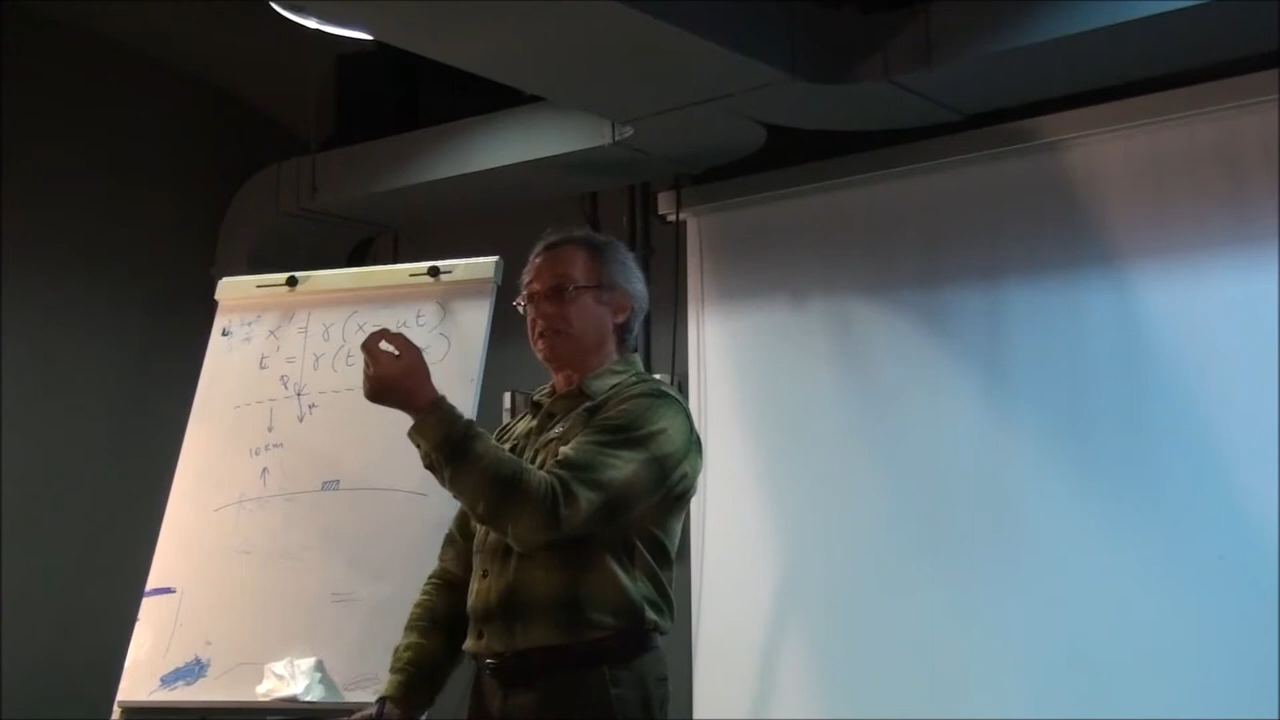 x' = γ (x - ut)
t' = γ (t x)
P
μ
10 km